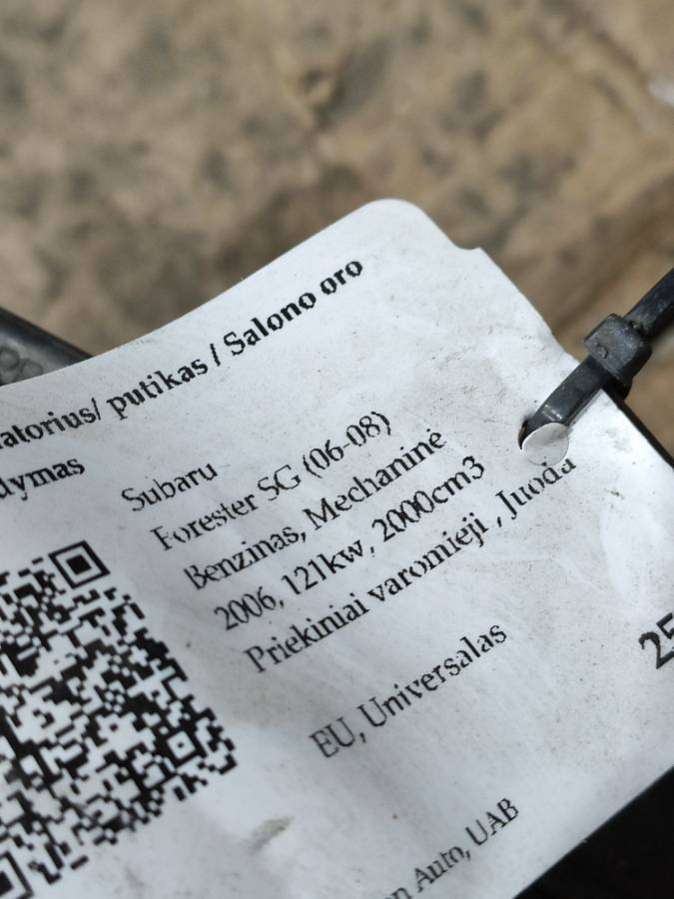 atorius/ putikas / Salono oro
dymas
Subaru
Forester SG (06-08)
Benzinas, Mechaninė
2006, 121kw, 2000cm3
Priekiniai varomieji , Juoda
EU, Universalas
25
n Auto, UAB